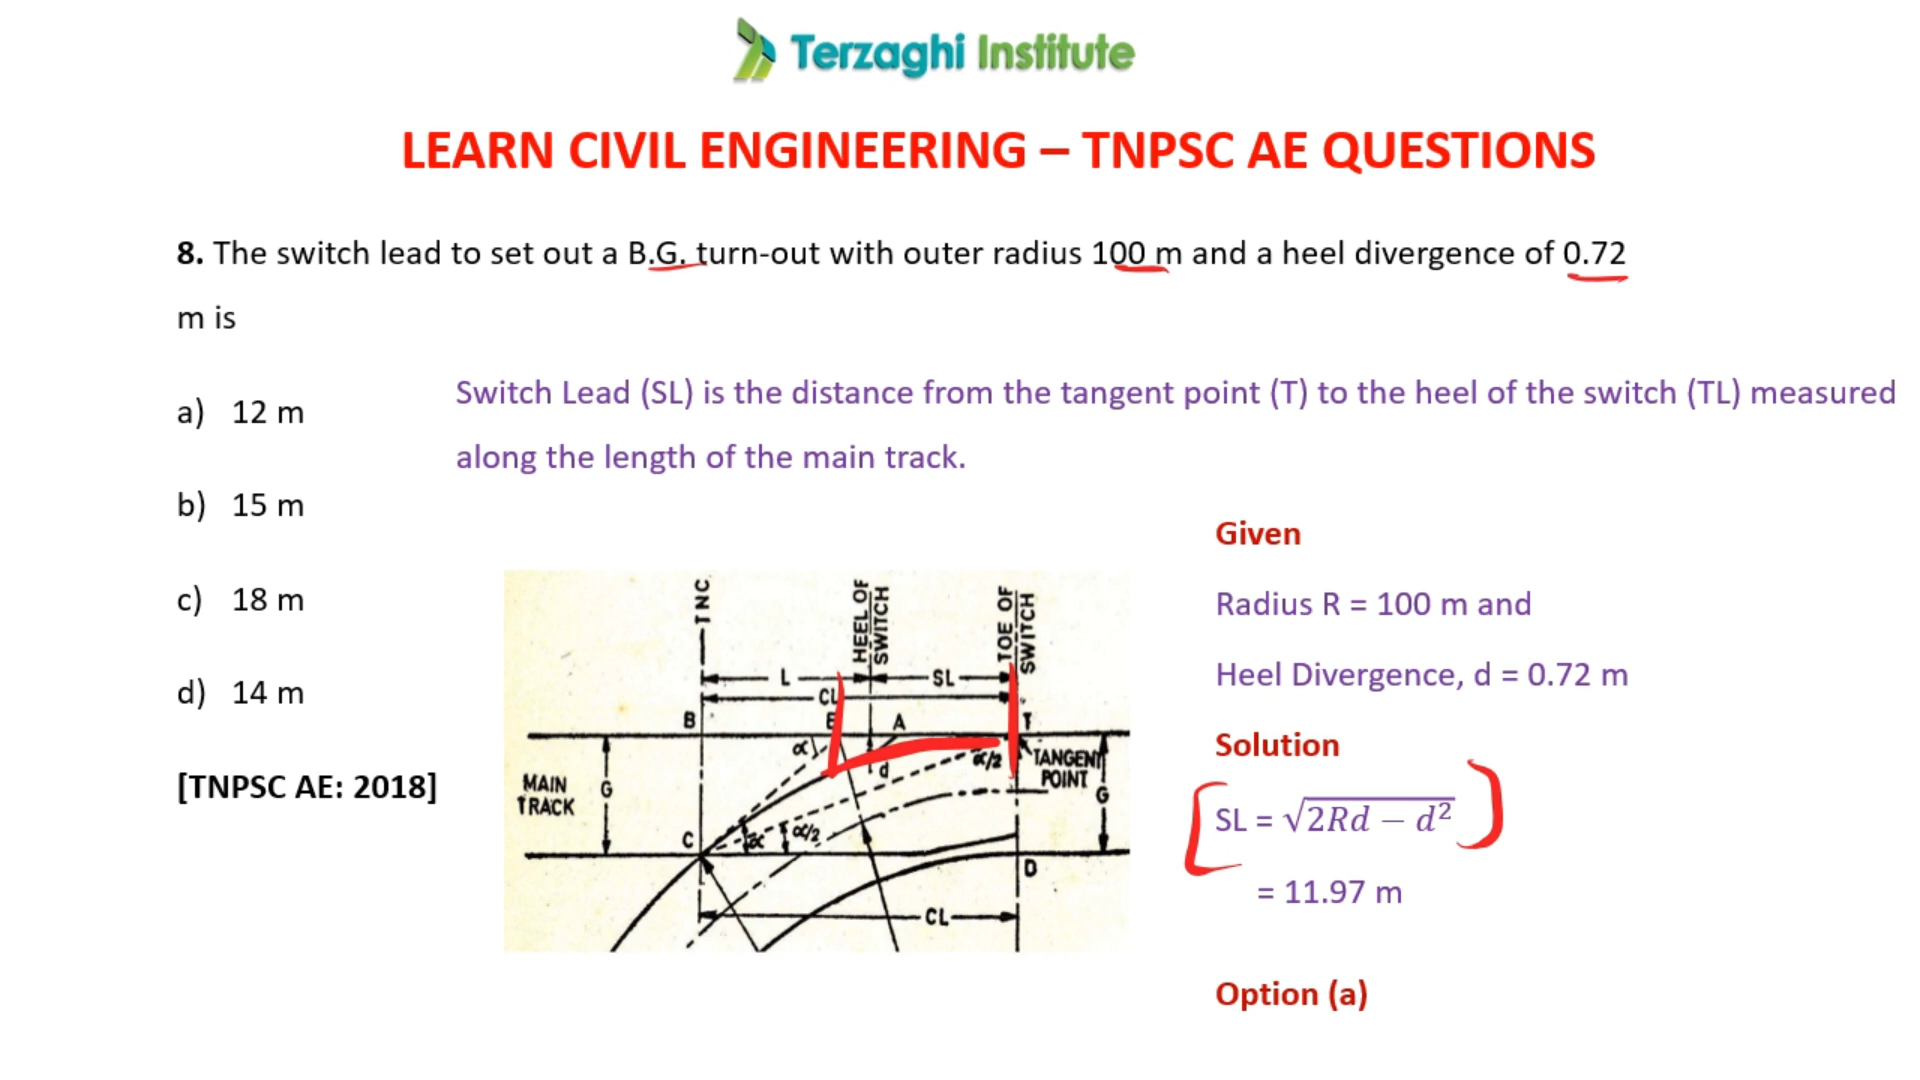 Terzaghi Institute
LEARN CIVIL ENGINEERING – TNPSC AE QUESTIONS
8. The switch lead to set out a B.G. turn-out with outer radius 100 m and a heel divergence of 0.72
m is
a) 12 m
b) 15 m
c) 18 m
d) 14 m
[TNPSC AE: 2018]
Switch Lead (SL) is the distance from the tangent point (T) to the heel of the switch (TL) measured
along the length of the main track.
TNC
HEEL OF
SWITCH
TOE OF
SWITCH
L
SL
CL
B
E
A
T
α
d
α/2
TANGENT
POINT
MAIN
TRACK
G
G
C
α
α/2
D
CL
Given
Radius R = 100 m and
Heel Divergence, d = 0.72 m
Solution
SL = √2Rd – d²
= 11.97 m
Option (a)